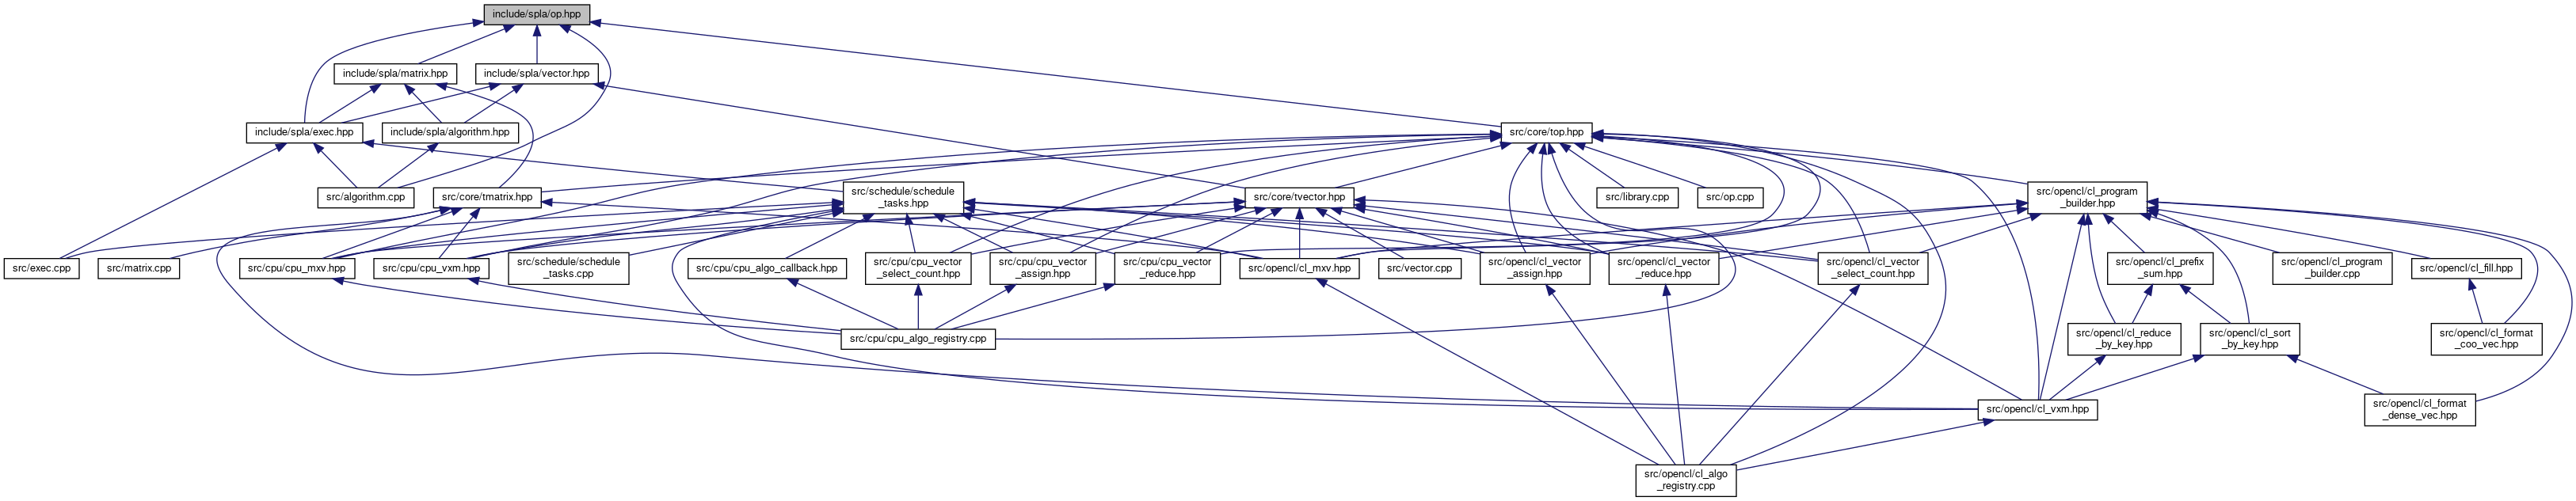 include/spla/op.hpp
include/spla/matrix.hpp
include/spla/vector.hpp
include/spla/exec.hpp
include/spla/algorithm.hpp
src/core/top.hpp
src/algorithm.cpp
src/core/tmatrix.hpp
src/schedule/schedule
_tasks.hpp
src/core/tvector.hpp
src/library.cpp
src/op.cpp
src/opencl/cl_program
_builder.hpp
src/exec.cpp
src/matrix.cpp
src/cpu/cpu_mxv.hpp
src/cpu/cpu_vxm.hpp
src/schedule/schedule
_tasks.cpp
src/cpu/cpu_algo_callback.hpp
src/cpu/cpu_vector
_select_count.hpp
src/cpu/cpu_vector
_assign.hpp
src/cpu/cpu_vector
_reduce.hpp
src/opencl/cl_mxv.hpp
src/vector.cpp
src/opencl/cl_vector
_assign.hpp
src/opencl/cl_vector
_reduce.hpp
src/opencl/cl_vector
_select_count.hpp
src/opencl/cl_prefix
_sum.hpp
src/opencl/cl_program
_builder.cpp
src/opencl/cl_fill.hpp
src/cpu/cpu_algo_registry.cpp
src/opencl/cl_reduce
_by_key.hpp
src/opencl/cl_sort
_by_key.hpp
src/opencl/cl_format
_coo_vec.hpp
src/opencl/cl_vxm.hpp
src/opencl/cl_format
_dense_vec.hpp
src/opencl/cl_algo
_registry.cpp